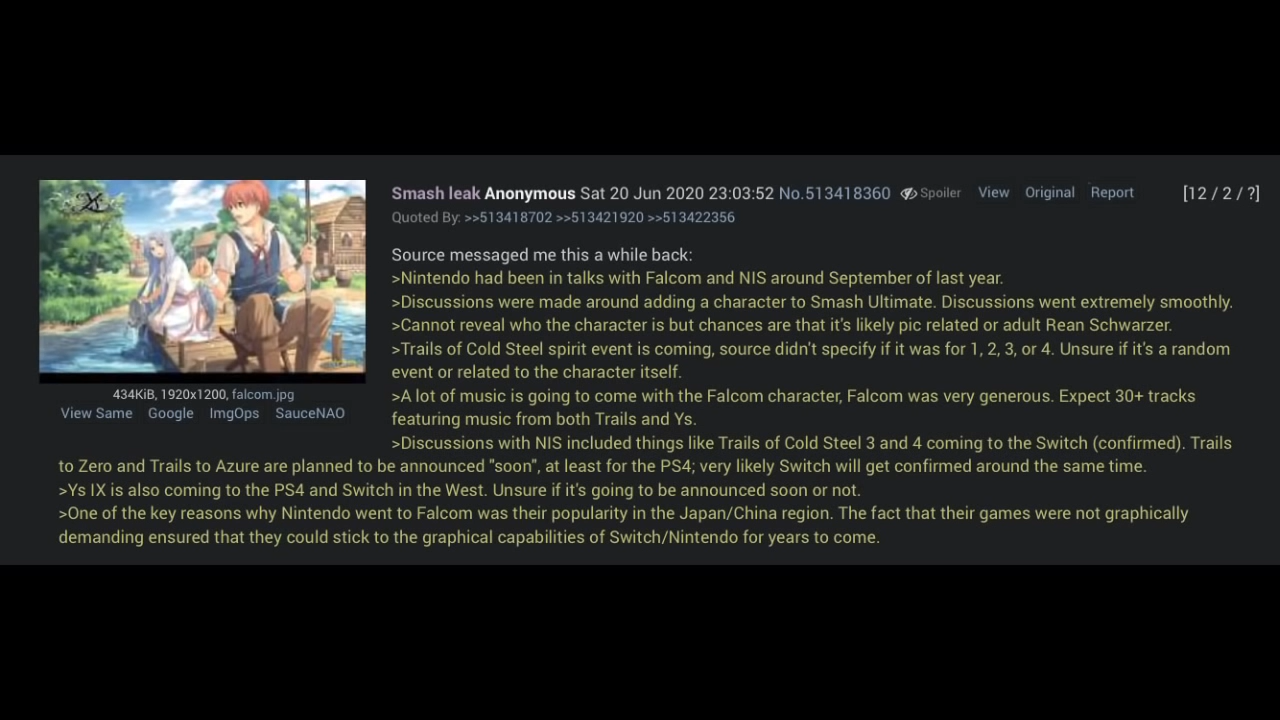 Smash leak Anonymous Sat 20 Jun 2020 23:03:52 No.513418360 Spoiler View Original Report [12 / 2 / ?]
Quoted By: >>513418702 >>513421920 >>513422356
Source messaged me this a while back:
>Nintendo had been in talks with Falcom and NIS around September of last year.
>Discussions were made around adding a character to Smash Ultimate. Discussions went extremely smoothly.
>Cannot reveal who the character is but chances are that it's likely pic related or adult Rean Schwarzer.
>Trails of Cold Steel spirit event is coming, source didn't specify if it was for 1, 2, 3, or 4. Unsure if it's a random
event or related to the character itself.
434KiB, 1920x1200, falcom.jpg
View Same Google ImgOps SauceNAO
>A lot of music is going to come with the Falcom character, Falcom was very generous. Expect 30+ tracks
featuring music from both Trails and Ys.
>Discussions with NIS included things like Trails of Cold Steel 3 and 4 coming to the Switch (confirmed). Trails
to Zero and Trails to Azure are planned to be announced "soon", at least for the PS4; very likely Switch will get confirmed around the same time.
>Ys IX is also coming to the PS4 and Switch in the West. Unsure if it's going to be announced soon or not.
>One of the key reasons why Nintendo went to Falcom was their popularity in the Japan/China region. The fact that their games were not graphically
demanding ensured that they could stick to the graphical capabilities of Switch/Nintendo for years to come.